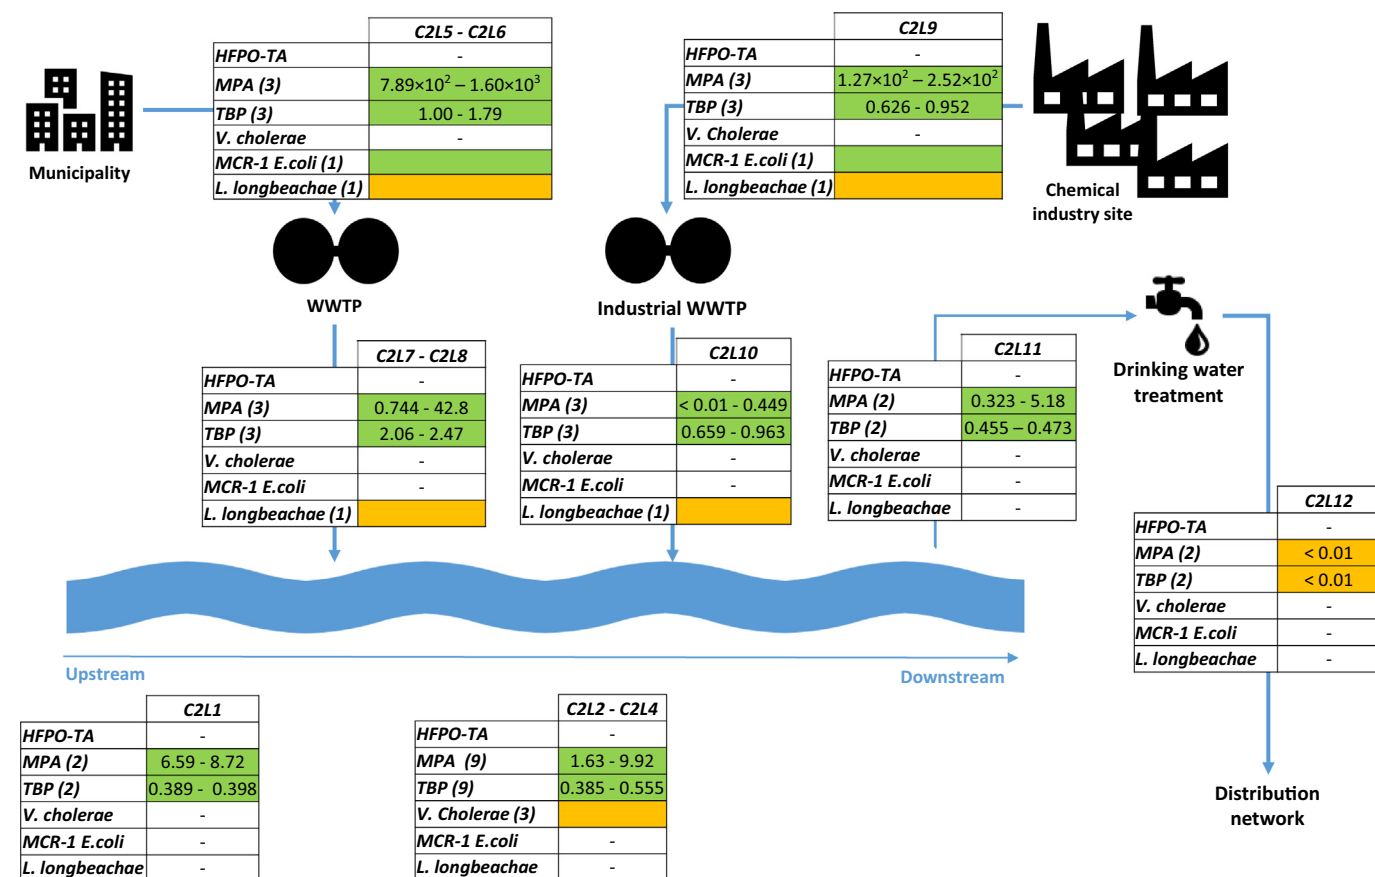 C2L5 - C2L6
HFPO-TA -
MPA (3) 7.89×10² – 1.60×10³
TBP (3) 1.00 - 1.79
V. cholerae -
MCR-1 E.coli (1)
L. longbeachae (1)
Municipality
C2L9
HFPO-TA -
MPA (3) 1.27×10² – 2.52×10²
TBP (3) 0.626 - 0.952
V. Cholerae -
MCR-1 E.coli (1)
L. longbeachae (1)
Chemical
industry site
WWTP
Industrial WWTP
C2L7 - C2L8
HFPO-TA -
MPA (3) 0.744 - 42.8
TBP (3) 2.06 - 2.47
V. cholerae -
MCR-1 E.coli -
L. longbeachae (1)
C2L10
HFPO-TA -
MPA (3) < 0.01 - 0.449
TBP (3) 0.659 - 0.963
V. cholerae -
MCR-1 E.coli -
L. longbeachae (1)
C2L11
HFPO-TA -
MPA (2) 0.323 - 5.18
TBP (2) 0.455 – 0.473
V. cholerae -
MCR-1 E.coli -
L. longbeachae -
Drinking water
treatment
C2L12
HFPO-TA -
MPA (2) < 0.01
TBP (2) < 0.01
V. cholerae -
MCR-1 E.coli -
L. longbeachae -
Upstream
Downstream
C2L1
HFPO-TA -
MPA (2) 6.59 - 8.72
TBP (2) 0.389 - 0.398
V. cholerae -
MCR-1 E.coli -
L. longbeachae -
C2L2 - C2L4
HFPO-TA -
MPA (9) 1.63 - 9.92
TBP (9) 0.385 - 0.555
V. Cholerae (3)
MCR-1 E.coli -
L. longbeachae -
Distribution
network